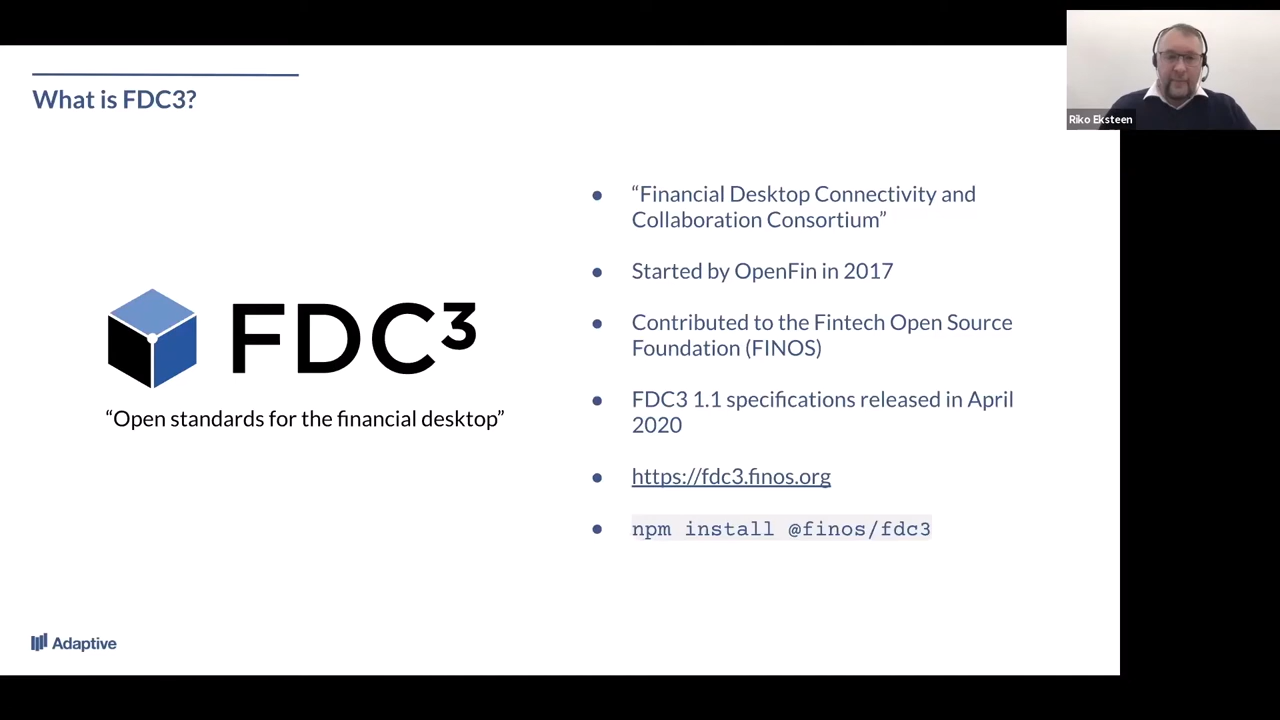 Riko Eksteen
What is FDC3?
FDC³
“Open standards for the financial desktop”
● “Financial Desktop Connectivity and
Collaboration Consortium”
● Started by OpenFin in 2017
● Contributed to the Fintech Open Source
Foundation (FINOS)
● FDC3 1.1 specifications released in April
2020
● https://fdc3.finos.org
● npm install @finos/fdc3
Adaptive